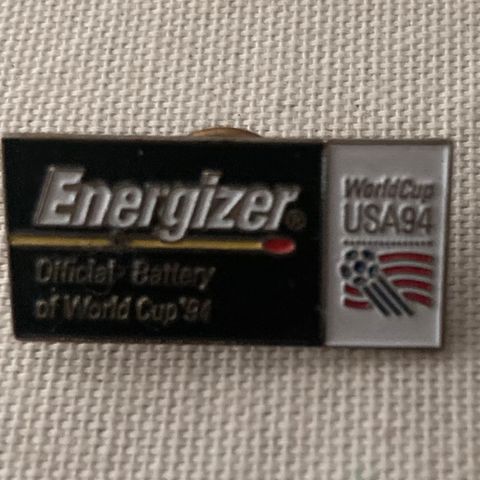 Energizer®
Official Battery
of World Cup '94
WorldCup
USA94